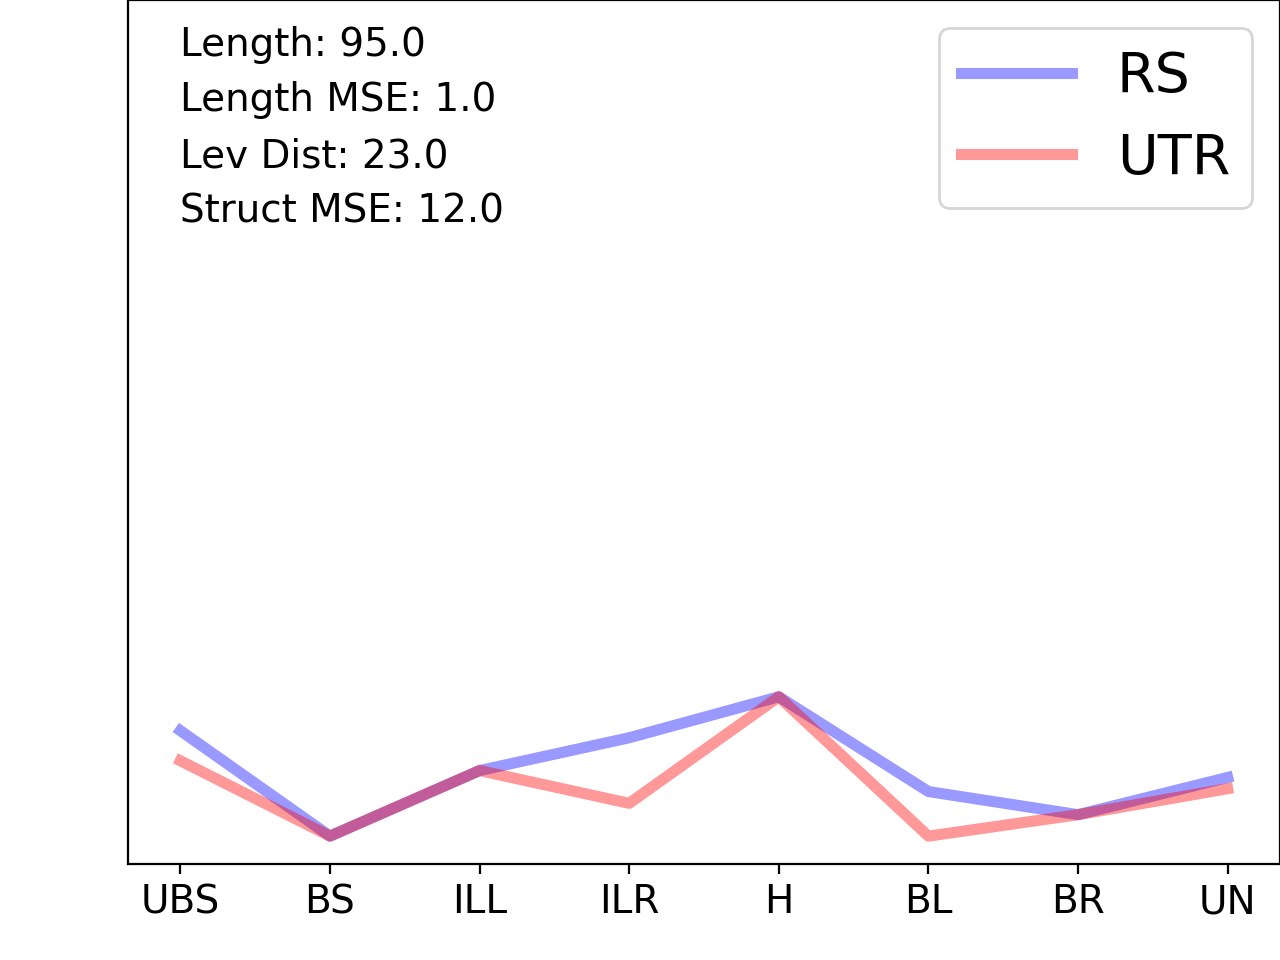 Length: 95.0
Length MSE: 1.0
Lev Dist: 23.0
Struct MSE: 12.0
RS
UTR
UBS BS ILL ILR H BL BR UN